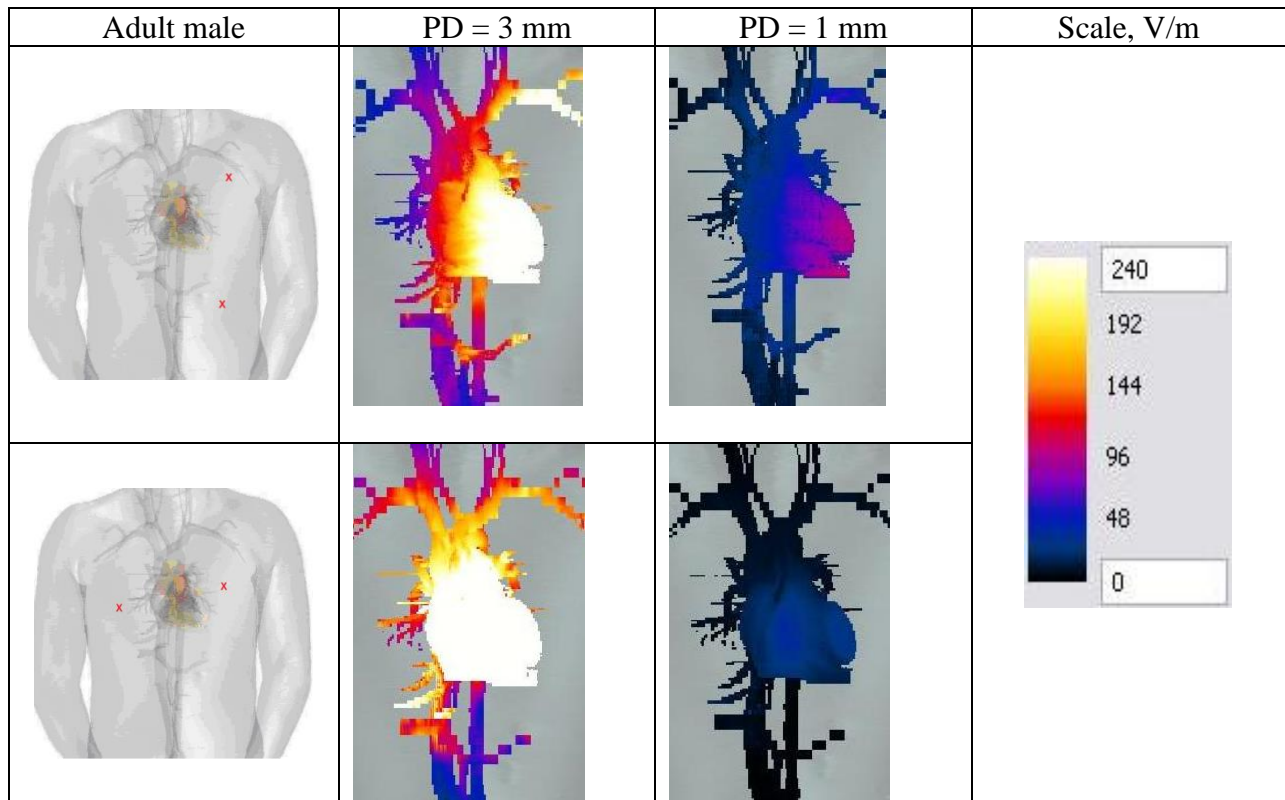 Adult male PD = 3 mm PD = 1 mm Scale, V/m
x
x
240
192
144
96
48
0
x
x